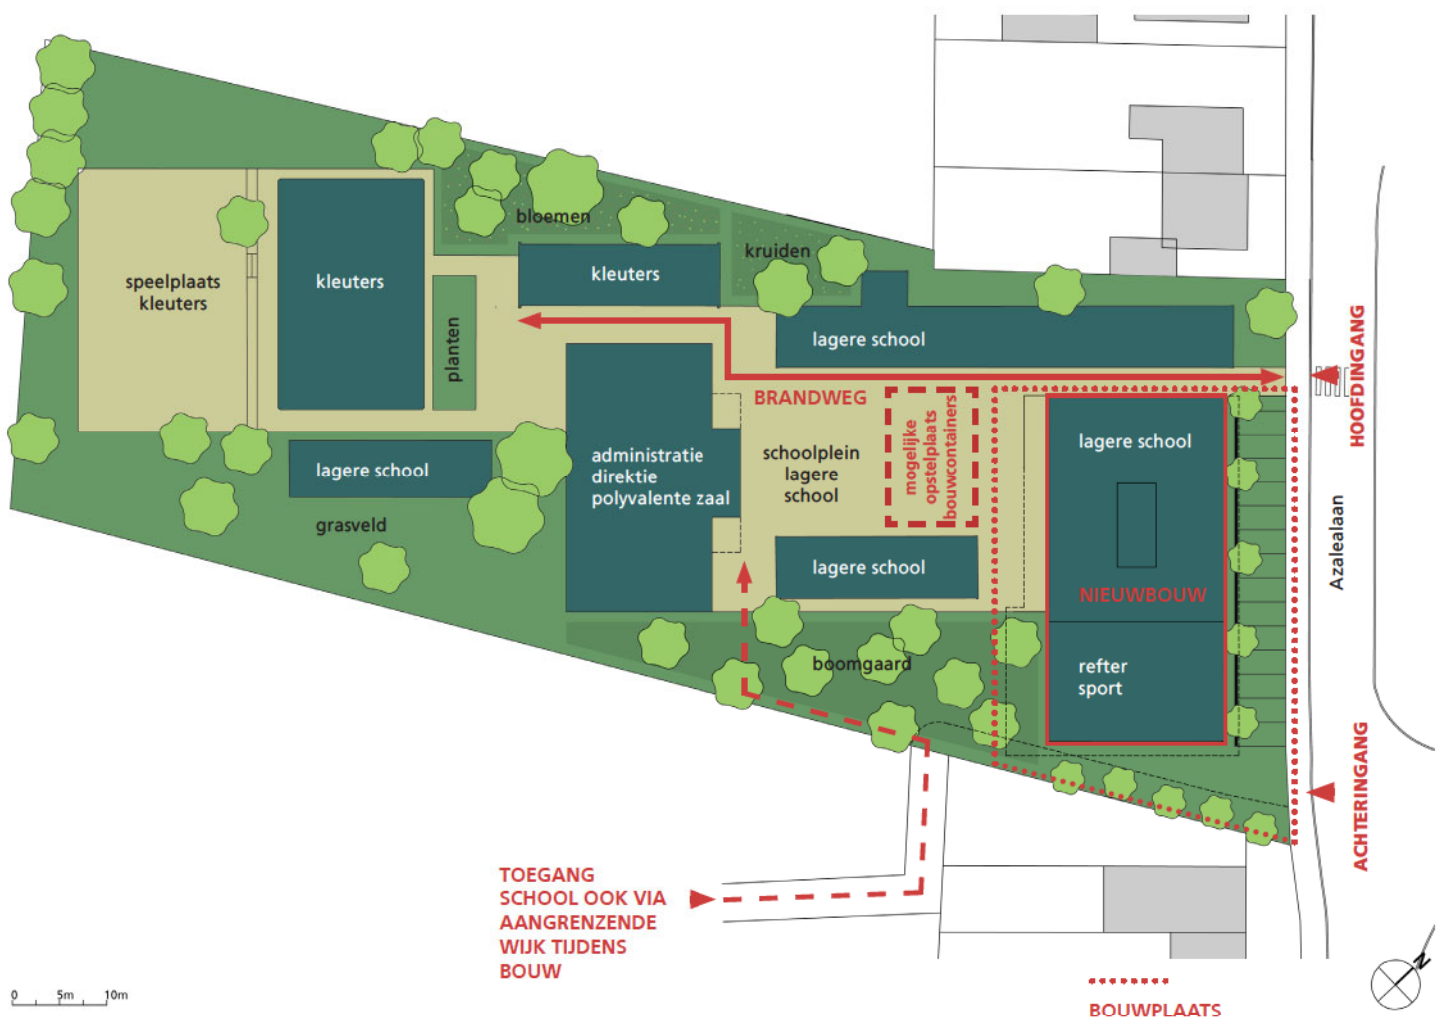 bloemen
kruiden
speelplaats
kleuters
kleuters
kleuters
planten
lagere school
HOOFDINGANG
BRANDWEG
mogelijke
opstelplaats
bouwcontainers
lagere school
administratie
direktie
polyvalente zaal
schoolplein
lagere
school
lagere school
grasveld
lagere school
NIEUWBOUW
Azalealaan
boomgaard
refter
sport
ACHTERINGANG
TOEGANG
SCHOOL OOK VIA
AANGRENZENDE
WIJK TIJDENS
BOUW
N
0 5m 10m
BOUWPLAATS